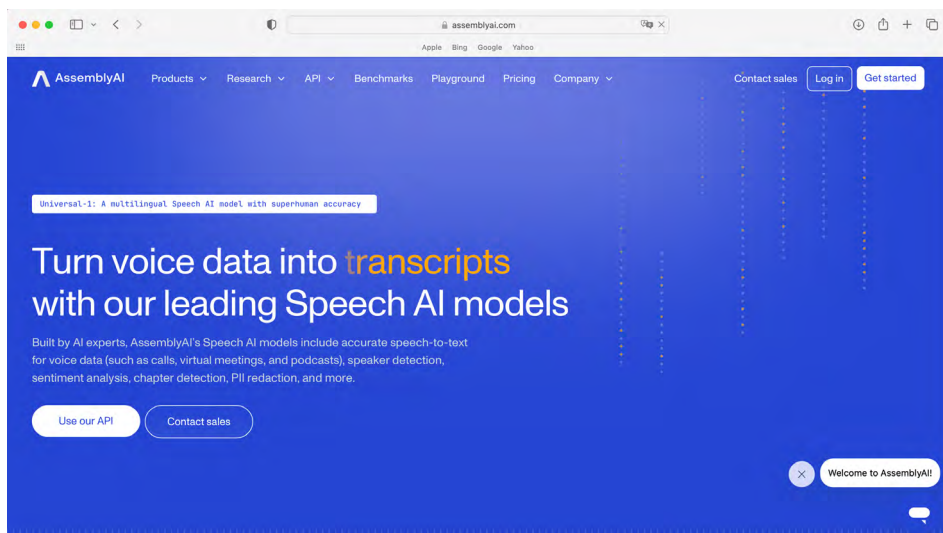 assemblyai.com
Apple Bing Google Yahoo
AssemblyAI Products Research API Benchmarks Playground Pricing Company Contact sales Log in Get started
Universal-1: A multilingual Speech AI model with superhuman accuracy
Turn voice data into transcripts
with our leading Speech AI models
Built by AI experts, AssemblyAI's Speech AI models include accurate speech-to-text
for voice data (such as calls, virtual meetings, and podcasts), speaker detection,
sentiment analysis, chapter detection, PII redaction, and more.
Use our API Contact sales
Welcome to AssemblyAI!